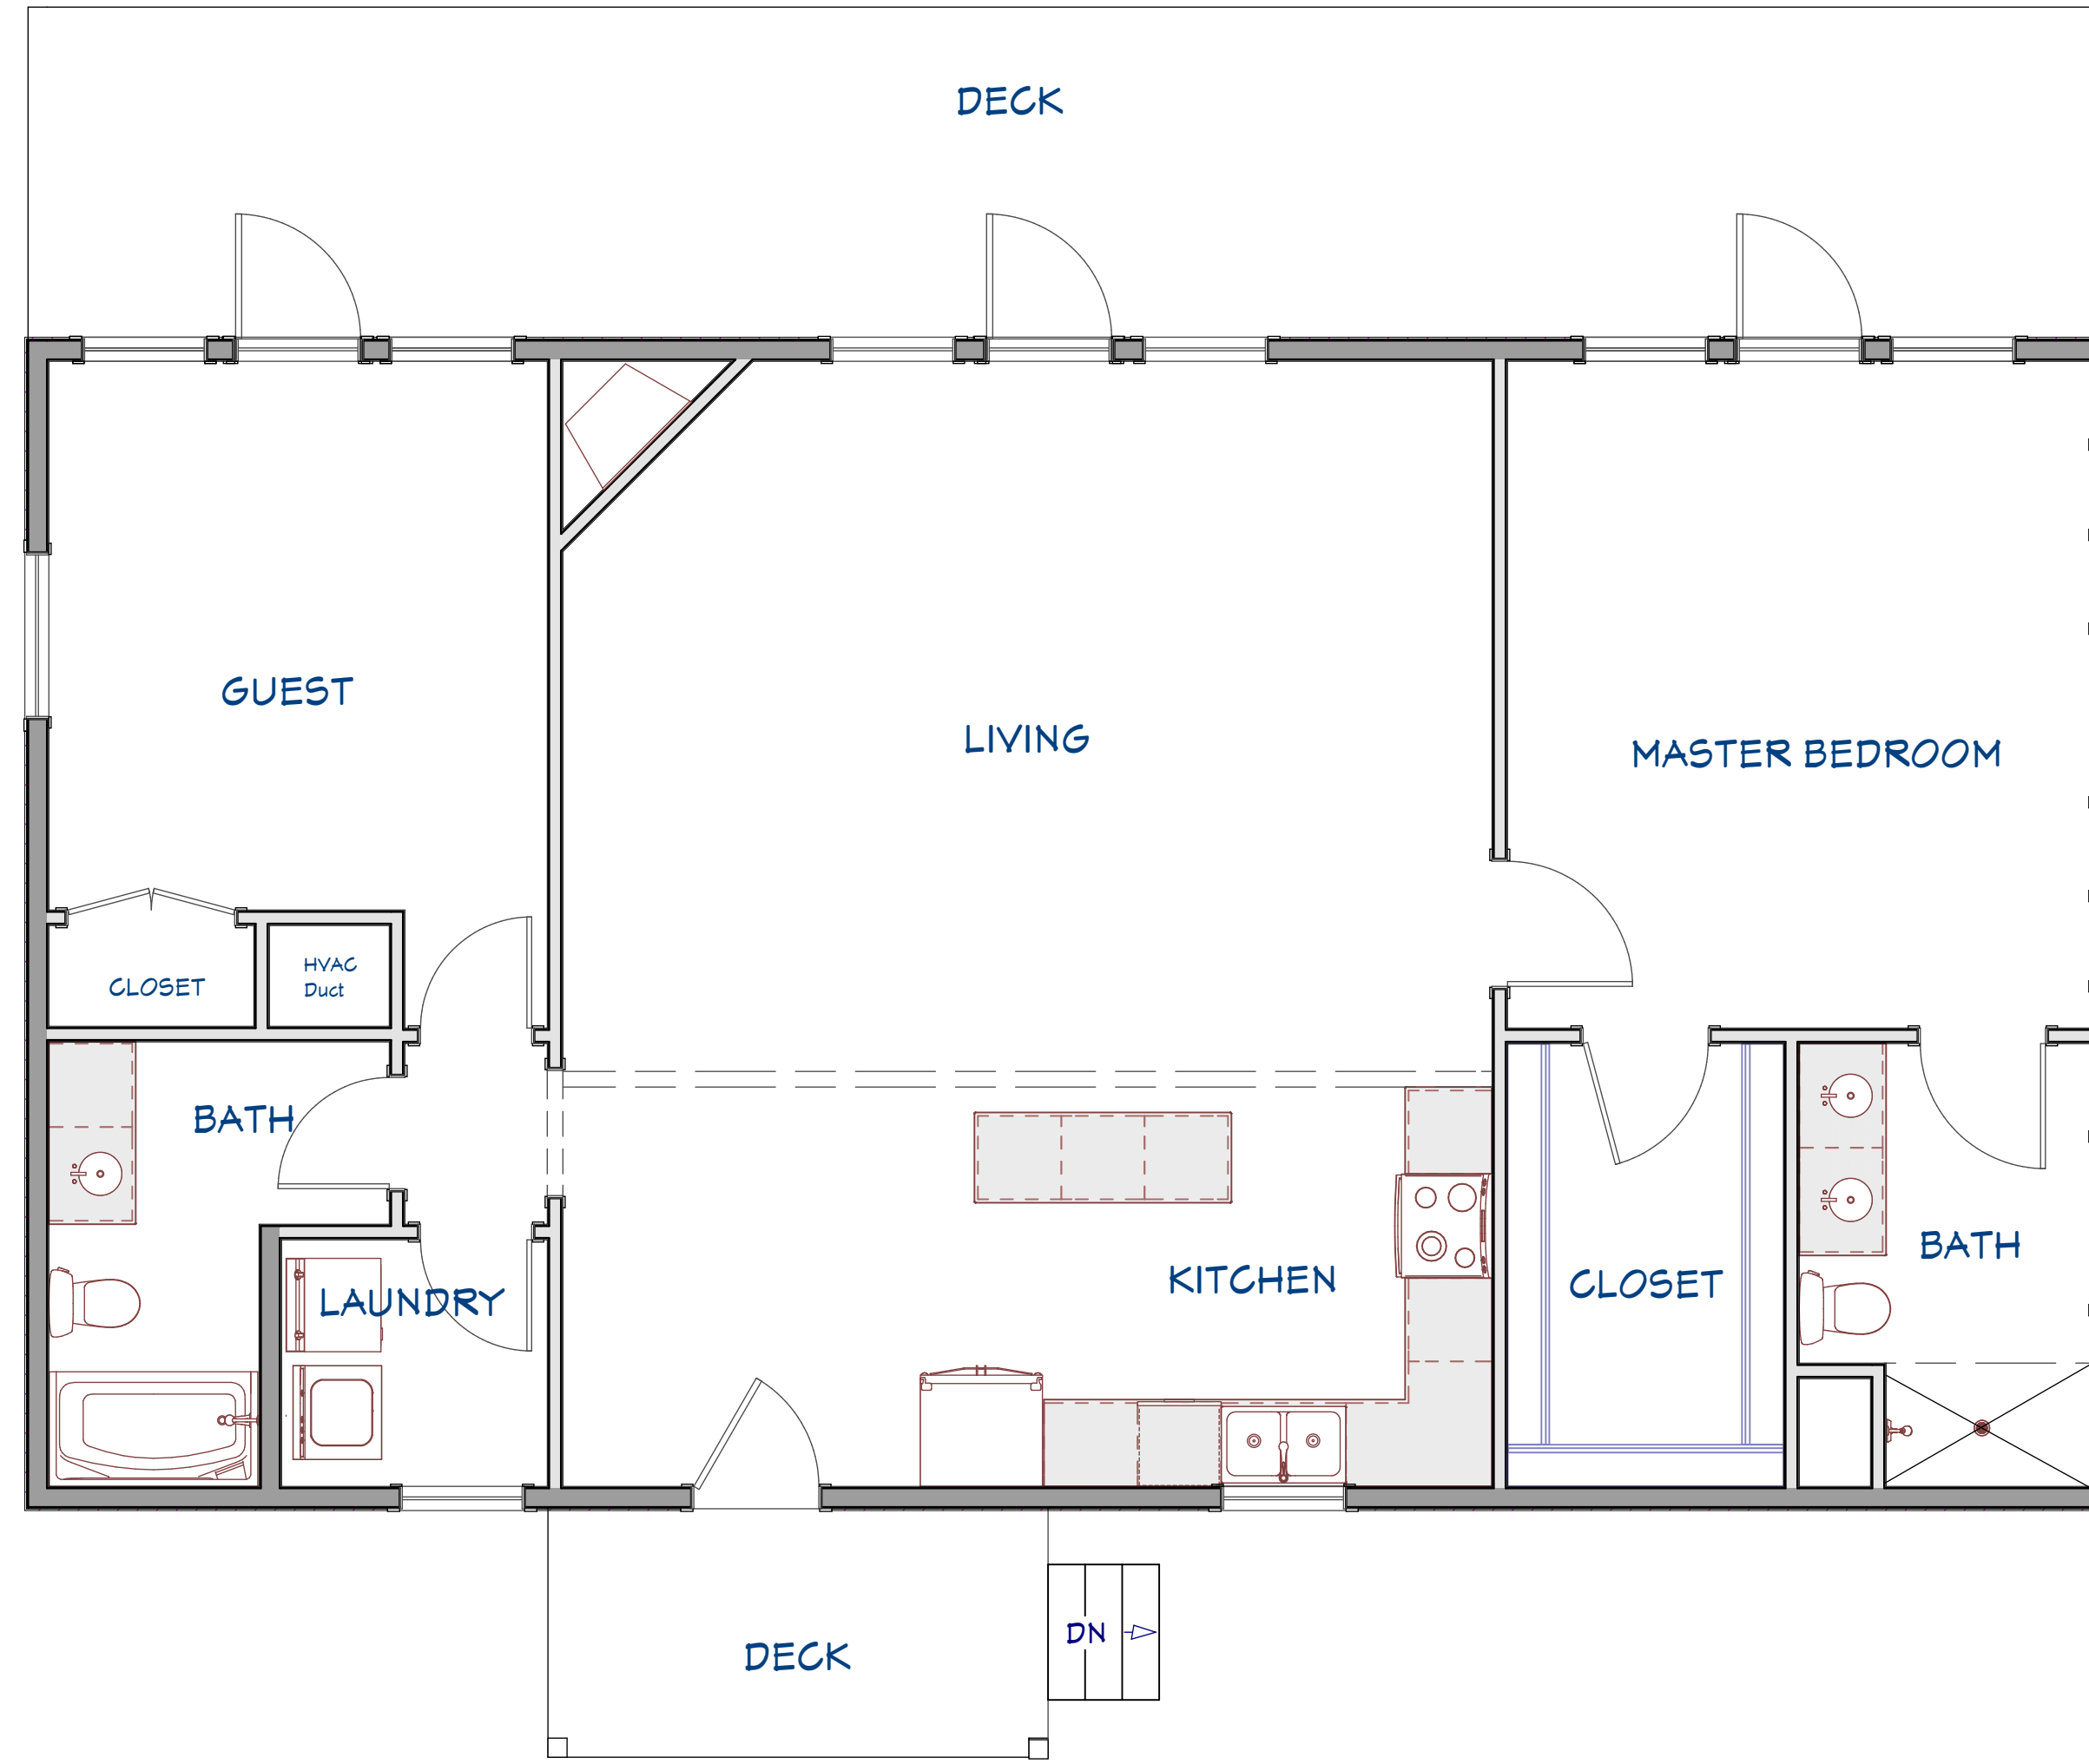 DECK
GUEST
LIVING
MASTER BEDROOM
CLOSET
HVAC
Duct
BATH
LAUNDRY
KITCHEN
CLOSET
BATH
DECK
DN